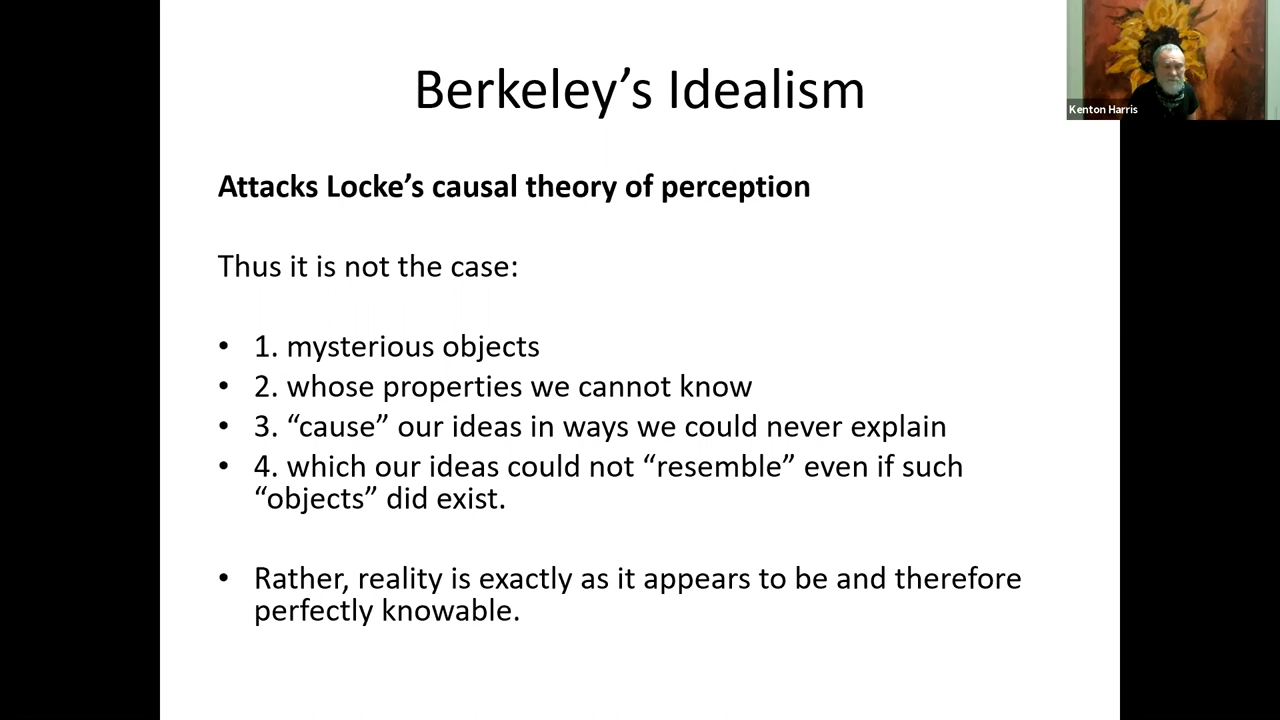 Berkeley’s Idealism
Kenton Harris
Attacks Locke’s causal theory of perception
Thus it is not the case:
• 1. mysterious objects
• 2. whose properties we cannot know
• 3. “cause” our ideas in ways we could never explain
• 4. which our ideas could not “resemble” even if such
“objects” did exist.
• Rather, reality is exactly as it appears to be and therefore
perfectly knowable.